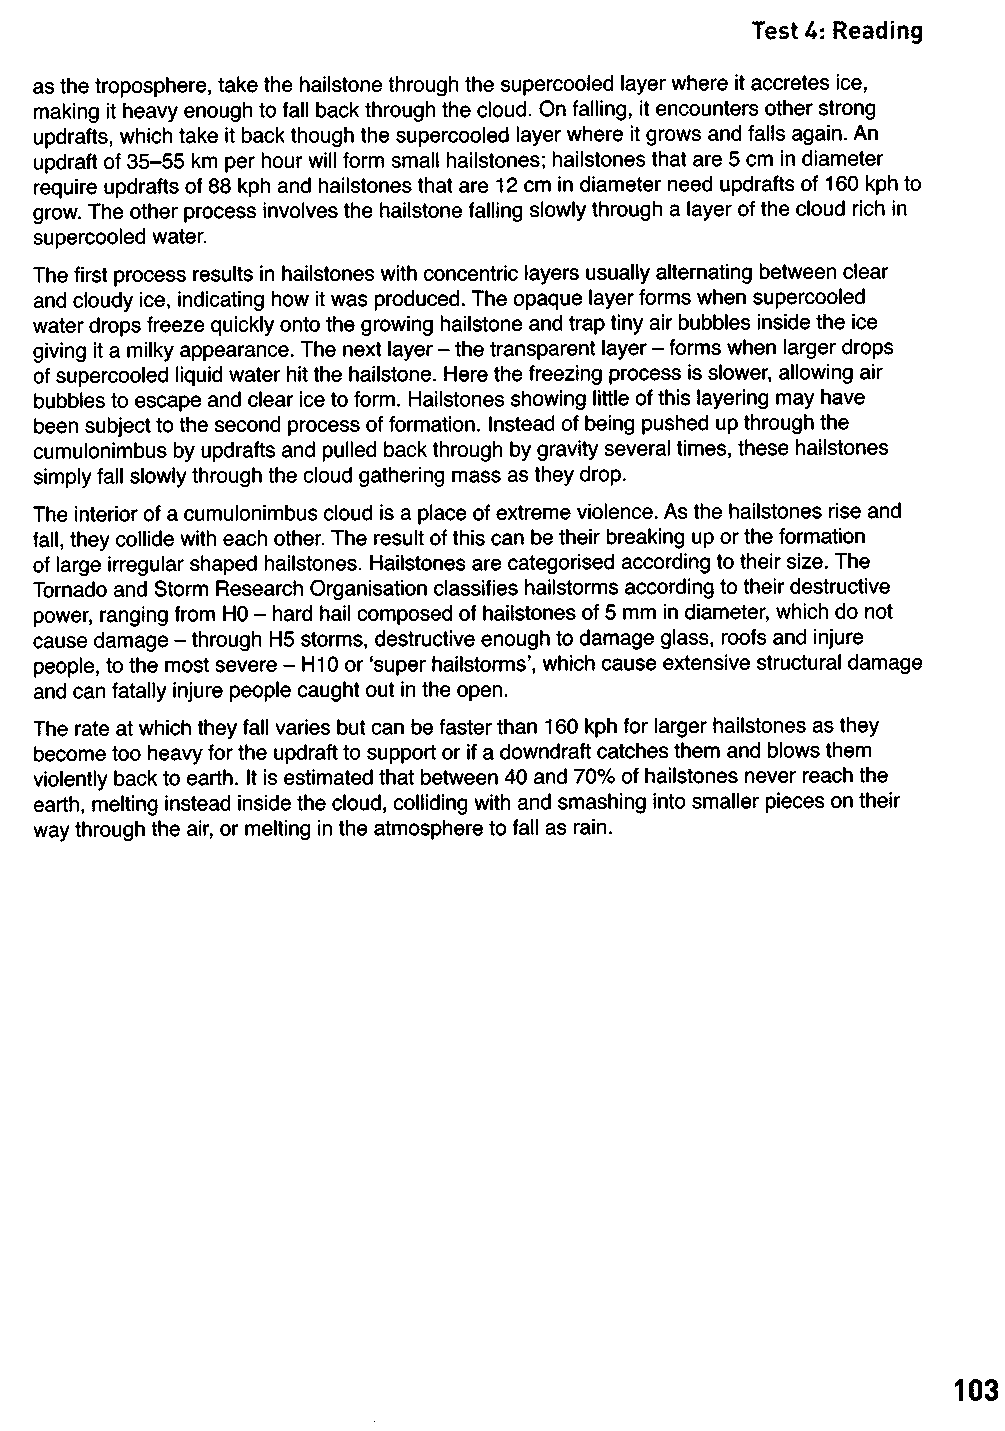 Test 4: Reading
as the troposphere, take the hailstone through the supercooled layer where it accretes ice,
making it heavy enough to fall back through the cloud. On falling, it encounters other strong
updrafts, which take it back though the supercooled layer where it grows and falls again. An
updraft of 35–55 km per hour will form small hailstones; hailstones that are 5 cm in diameter
require updrafts of 88 kph and hailstones that are 12 cm in diameter need updrafts of 160 kph to
grow. The other process involves the hailstone falling slowly through a layer of the cloud rich in
supercooled water.
The first process results in hailstones with concentric layers usually alternating between clear
and cloudy ice, indicating how it was produced. The opaque layer forms when supercooled
water drops freeze quickly onto the growing hailstone and trap tiny air bubbles inside the ice
giving it a milky appearance. The next layer – the transparent layer – forms when larger drops
of supercooled liquid water hit the hailstone. Here the freezing process is slower, allowing air
bubbles to escape and clear ice to form. Hailstones showing little of this layering may have
been subject to the second process of formation. Instead of being pushed up through the
cumulonimbus by updrafts and pulled back through by gravity several times, these hailstones
simply fall slowly through the cloud gathering mass as they drop.
The interior of a cumulonimbus cloud is a place of extreme violence. As the hailstones rise and
fall, they collide with each other. The result of this can be their breaking up or the formation
of large irregular shaped hailstones. Hailstones are categorised according to their size. The
Tornado and Storm Research Organisation classifies hailstorms according to their destructive
power, ranging from H0 – hard hail composed of hailstones of 5 mm in diameter, which do not
cause damage – through H5 storms, destructive enough to damage glass, roofs and injure
people, to the most severe – H10 or ‘super hailstorms’, which cause extensive structural damage
and can fatally injure people caught out in the open.
The rate at which they fall varies but can be faster than 160 kph for larger hailstones as they
become too heavy for the updraft to support or if a downdraft catches them and blows them
violently back to earth. It is estimated that between 40 and 70% of hailstones never reach the
earth, melting instead inside the cloud, colliding with and smashing into smaller pieces on their
way through the air, or melting in the atmosphere to fall as rain.
103